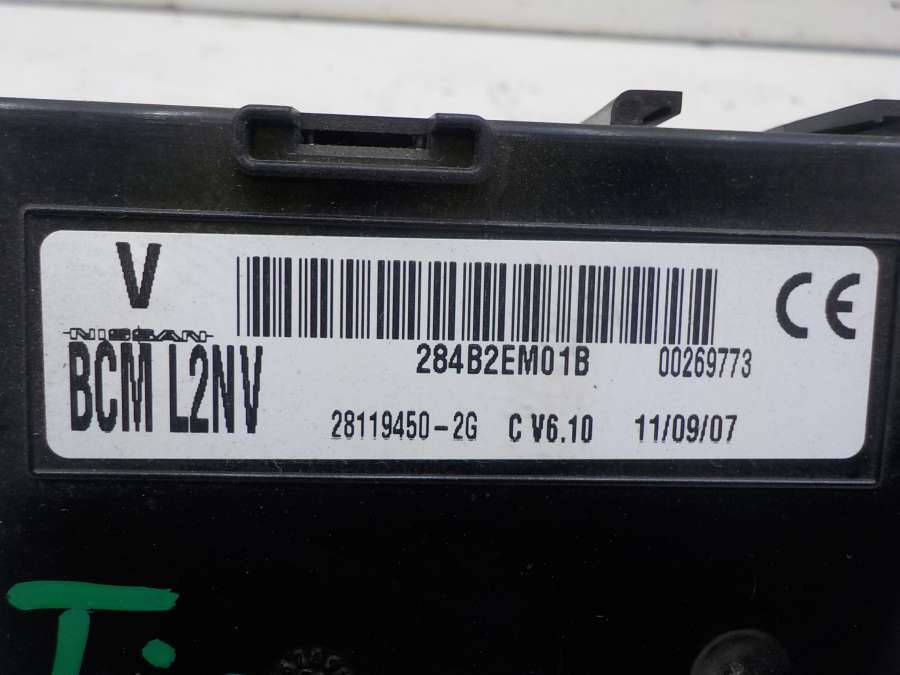 V
NISSAN
BCM L2NV
284B2EM01B 00269773
28119450-2G C V6.10 11/09/07
CE
T.